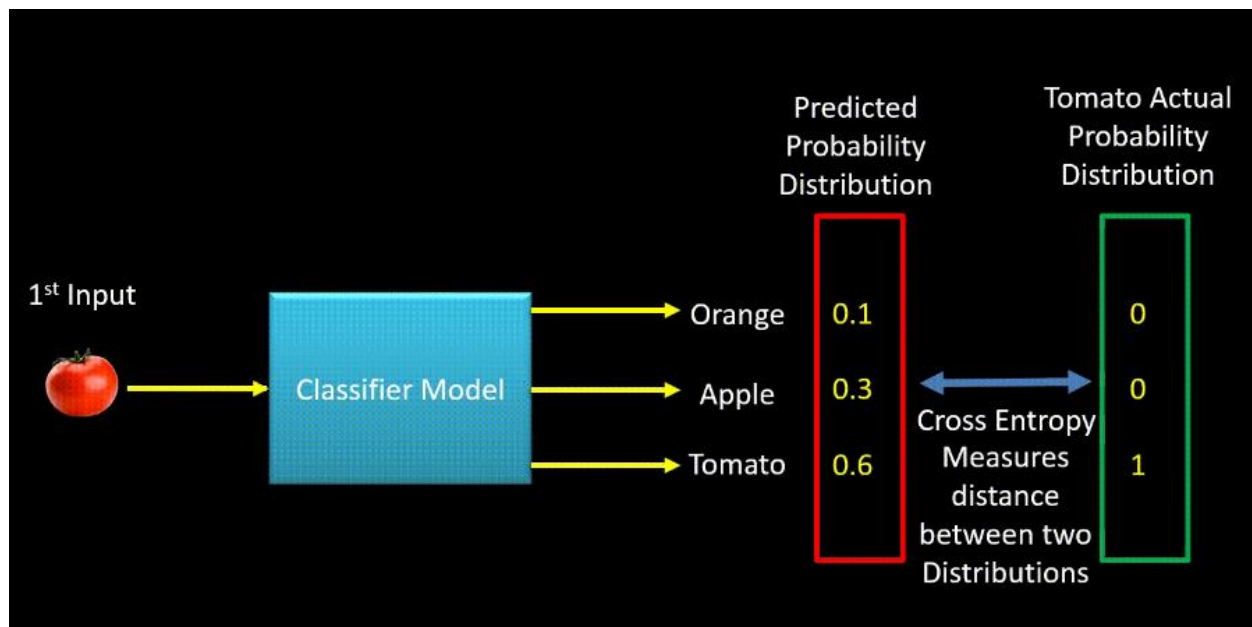 1st Input
Classifier Model
Orange
Apple
Tomato
Predicted
Probability
Distribution
0.1
0.3
0.6
Cross Entropy
Measures
distance
between two
Distributions
Tomato Actual
Probability
Distribution
0
0
1